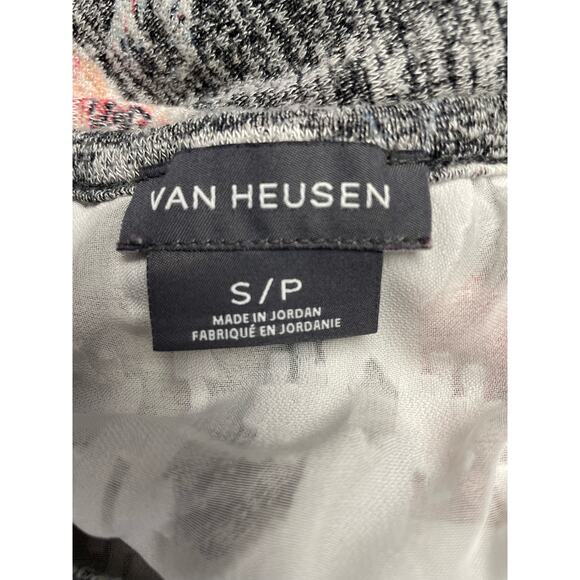 VAN HEUSEN
S/P
MADE IN JORDAN
FABRIQUÉ EN JORDANIE